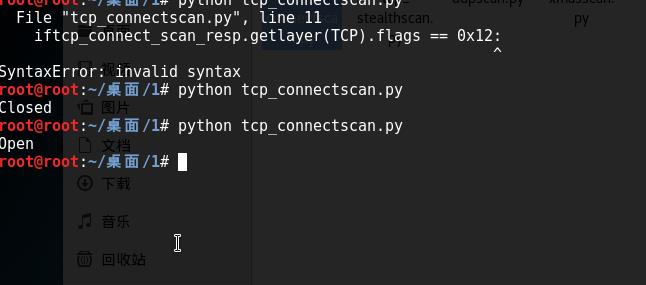 root@root:~/桌面/1# python tcp_connectscan.py
File "tcp_connectscan.py", line 11
iftcp_connect_scan_resp.getlayer(TCP).flags == 0x12:
^
SyntaxError: invalid syntax
root@root:~/桌面/1# python tcp_connectscan.py
Closed
root@root:~/桌面/1# python tcp_connectscan.py
Open
root@root:~/桌面/1#
stealthscan.
py
图片
文档
下载
音乐
回收站